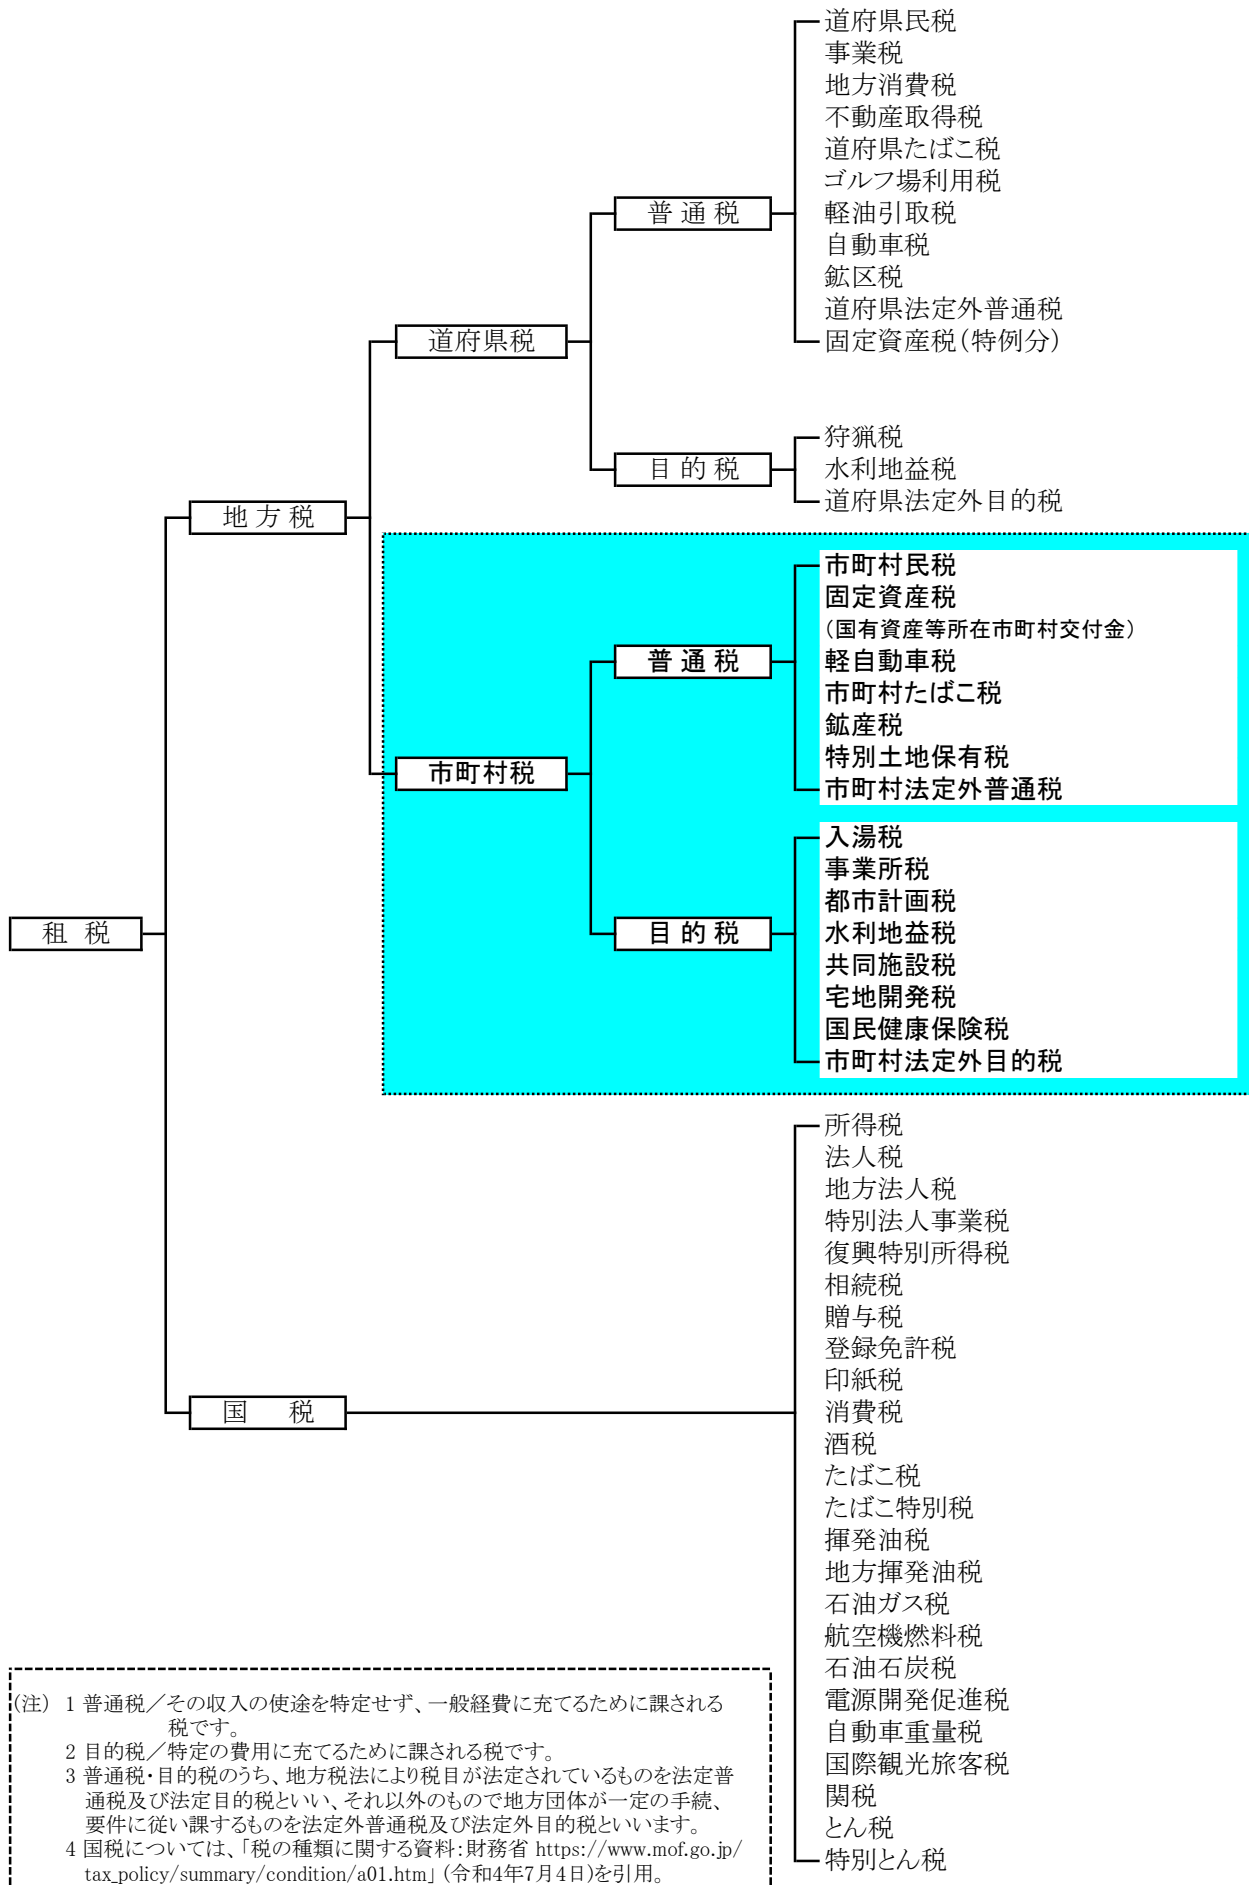 道府県民税
事業税
地方消費税
不動産取得税
道府県たばこ税
ゴルフ場利用税
普 通 税
軽油引取税
自動車税
鉱区税
道府県法定外普通税
道府県税
固定資産税(特例分)
狩猟税
目 的 税
水利地益税
道府県法定外目的税
地 方 税
市町村民税
固定資産税
(国有資産等所在市町村交付金)
普 通 税
軽自動車税
市町村たばこ税
鉱産税
特別土地保有税
市町村税
市町村法定外普通税
入湯税
事業所税
都市計画税
租 税
目 的 税
水利地益税
共同施設税
宅地開発税
国民健康保険税
市町村法定外目的税
所得税
法人税
地方法人税
特別法人事業税
復興特別所得税
相続税
贈与税
登録免許税
印紙税
国 税
消費税
酒税
たばこ税
たばこ特別税
揮発油税
地方揮発油税
石油ガス税
航空機燃料税
石油石炭税
電源開発促進税
自動車重量税
国際観光旅客税
関税
とん税
特別とん税
(注) 1 普通税/その収入の使途を特定せず、一般経費に充てるために課される
税です。
2 目的税/特定の費用に充てるために課される税です。
3 普通税・目的税のうち、地方税法により税目が法定されているものを法定普
通税及び法定目的税といい、それ以外のもので地方団体が一定の手続、
要件に従い課するものを法定外普通税及び法定外目的税といいます。
4 国税については、「税の種類に関する資料:財務省 https://www.mof.go.jp/
tax_policy/summary/condition/a01.htm」(令和4年7月4日)を引用。